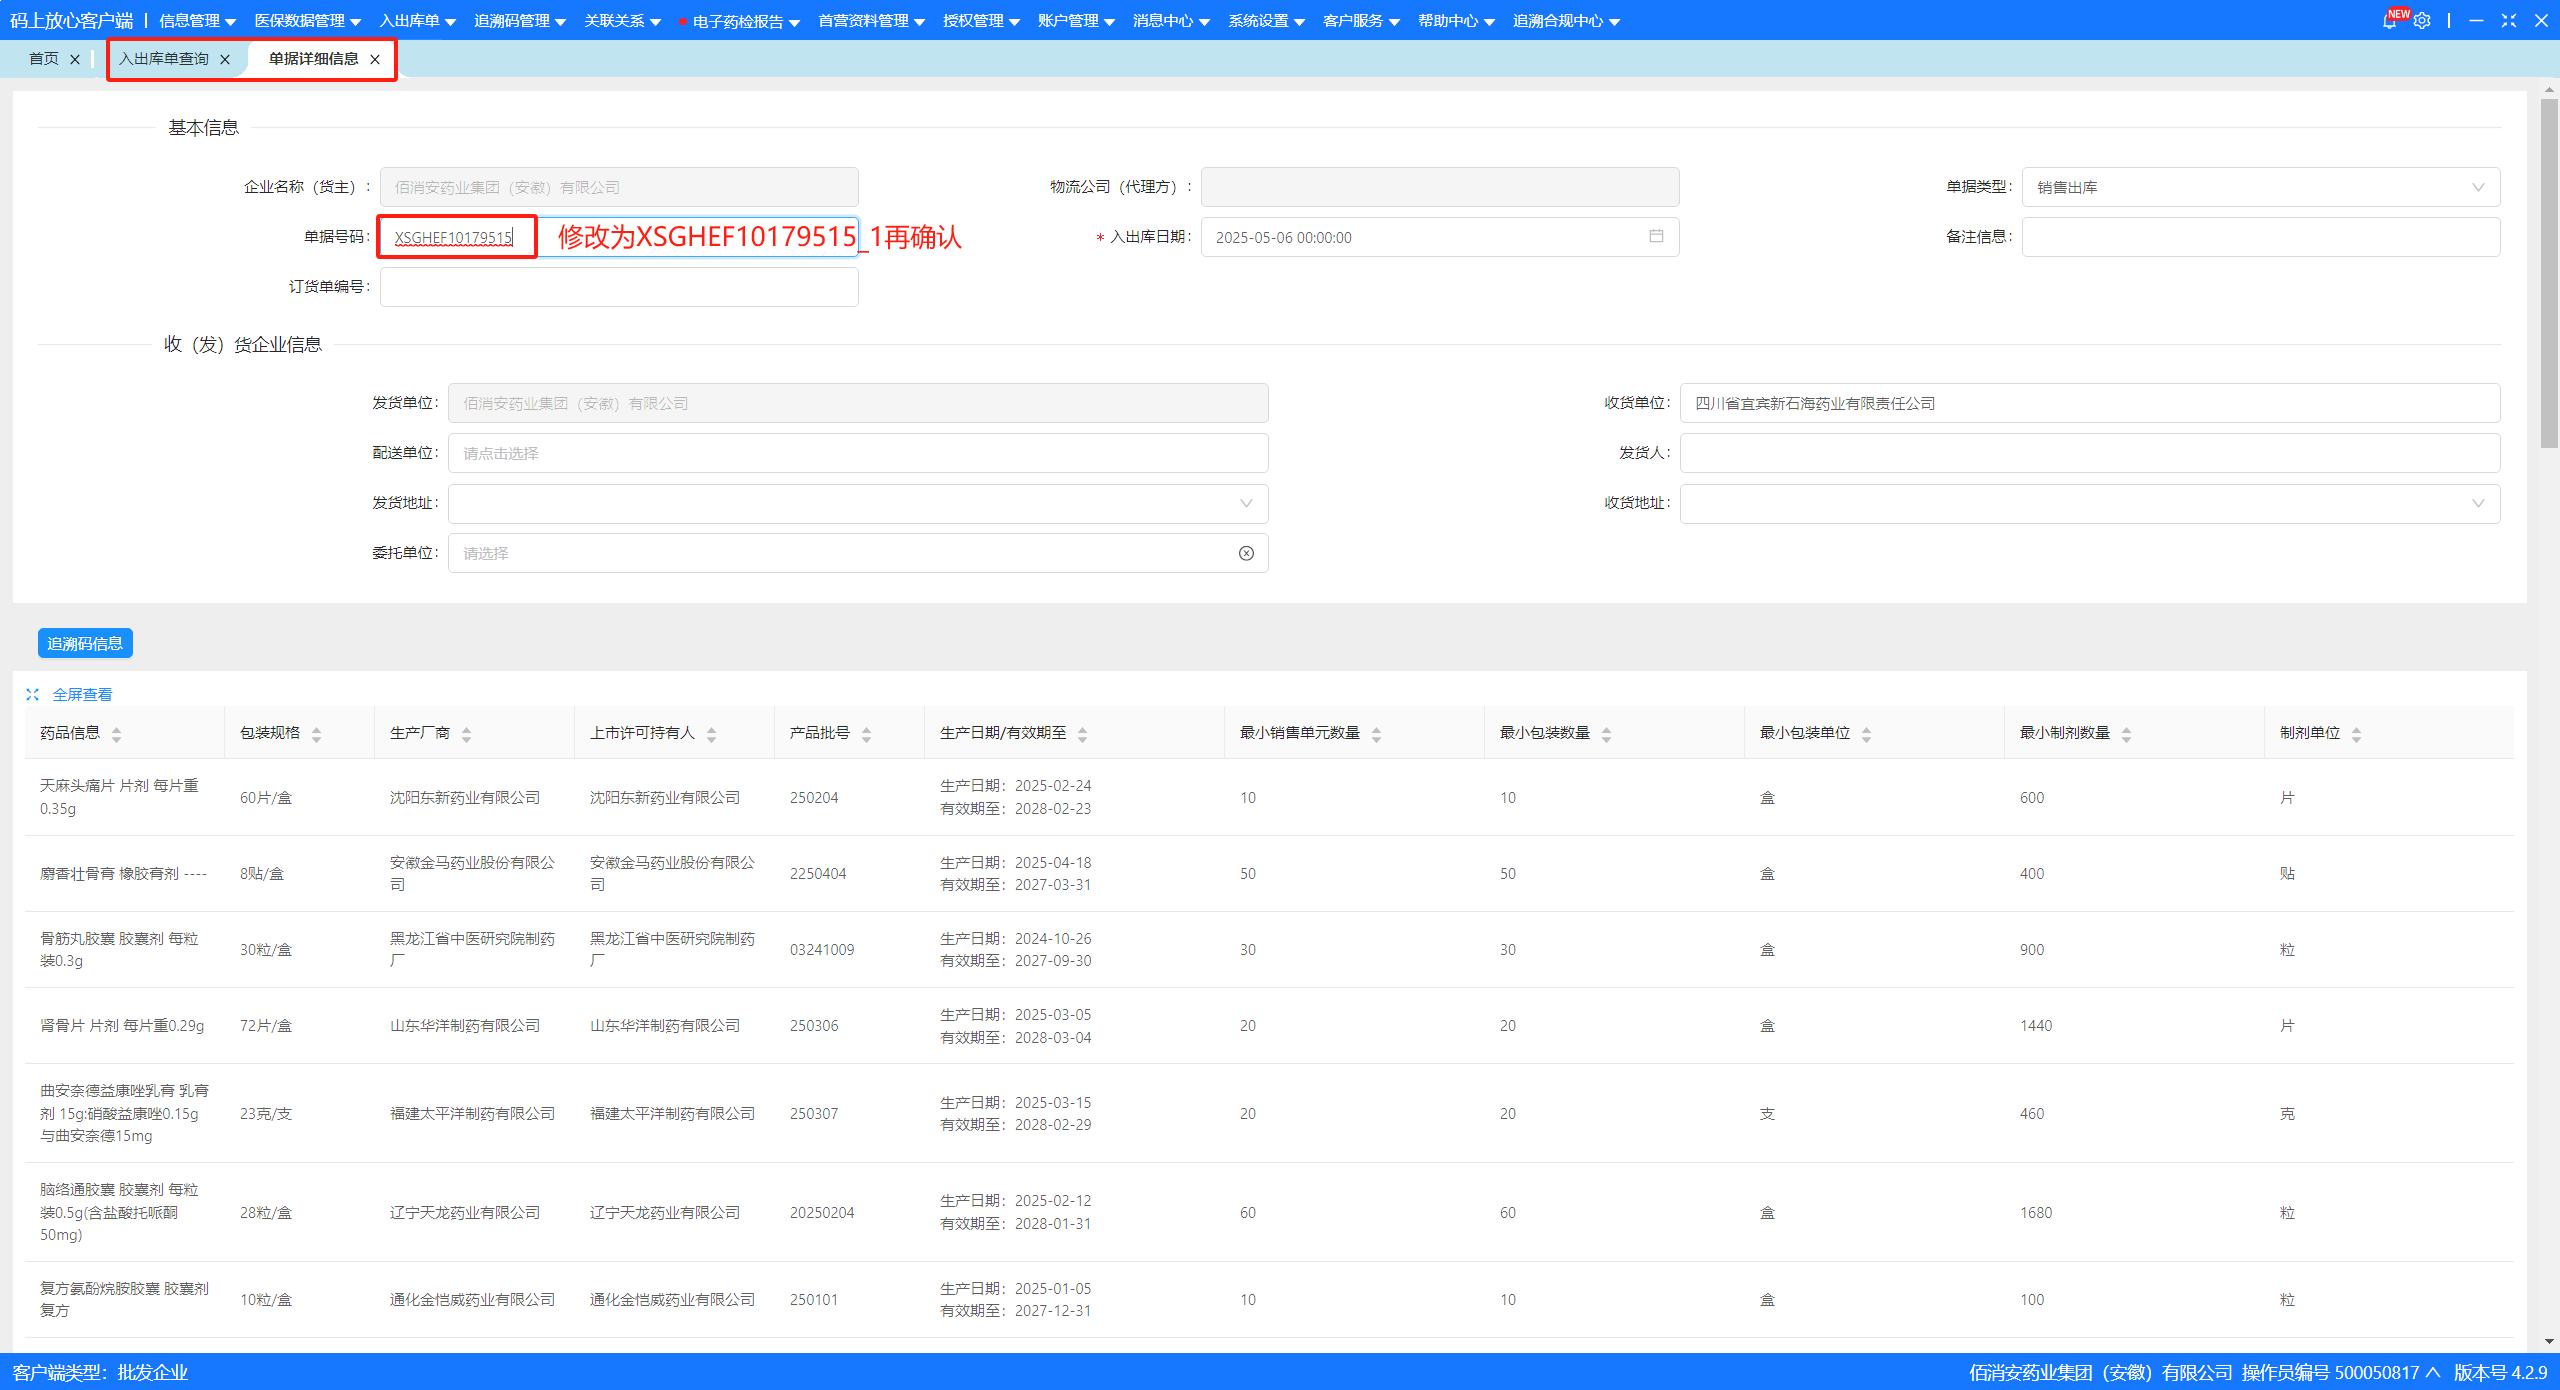 码上放心客户端 | 信息管理 医保数据管理 入出库单 追溯码管理 关联关系 电子药检报告 首营资料管理 授权管理 账户管理 消息中心 系统设置 客户服务 帮助中心 追溯合规中心 NEW
首页 入出库单查询 单据详细信息
基本信息
企业名称（货主）： 佰消安药业集团（安徽）有限公司 物流公司（代理方）： 单据类型： 销售出库
单据号码： XSGHEF10179515 修改为XSGHEF10179515_1再确认 * 入出库日期： 2025-05-06 00:00:00 备注信息：
订货单编号：
收（发）货企业信息
发货单位： 佰消安药业集团（安徽）有限公司 收货单位： 四川省宜宾新石海药业有限责任公司
配送单位： 请点击选择 发货人：
发货地址： 收货地址：
委托单位： 请选择
追溯码信息
全屏查看
药品信息 包装规格 生产厂商 上市许可持有人 产品批号 生产日期/有效期至 最小销售单元数量 最小包装数量 最小包装单位 最小制剂数量 制剂单位
天麻头痛片 片剂 每片重0.35g 60片/盒 沈阳东新药业有限公司 沈阳东新药业有限公司 250204 生产日期：2025-02-24 有效期至：2028-02-23 10 10 盒 600 片
麝香壮骨膏 橡胶膏剂 ---- 8贴/盒 安徽金马药业股份有限公司 安徽金马药业股份有限公司 2250404 生产日期：2025-04-18 有效期至：2027-03-31 50 50 盒 400 贴
骨筋丸胶囊 胶囊剂 每粒装0.3g 30粒/盒 黑龙江省中医研究院制药厂 黑龙江省中医研究院制药厂 03241009 生产日期：2024-10-26 有效期至：2027-09-30 30 30 盒 900 粒
肾骨片 片剂 每片重0.29g 72片/盒 山东华洋制药有限公司 山东华洋制药有限公司 250306 生产日期：2025-03-05 有效期至：2028-03-04 20 20 盒 1440 片
曲安奈德益康唑乳膏 乳膏剂 15g:硝酸益康唑0.15g与曲安奈德15mg 23克/支 福建太平洋制药有限公司 福建太平洋制药有限公司 250307 生产日期：2025-03-15 有效期至：2028-02-29 20 20 支 460 克
脑络通胶囊 胶囊剂 每粒装0.5g(含盐酸托哌酮50mg) 28粒/盒 辽宁天龙药业有限公司 辽宁天龙药业有限公司 20250204 生产日期：2025-02-12 有效期至：2028-01-31 60 60 盒 1680 粒
复方氨酚烷胺胶囊 胶囊剂 复方 10粒/盒 通化金恺威药业有限公司 通化金恺威药业有限公司 250101 生产日期：2025-01-05 有效期至：2027-12-31 10 10 盒 100 粒
客户端类型：批发企业 佰消安药业集团（安徽）有限公司 操作员编号 500050817 版本号 4.2.9